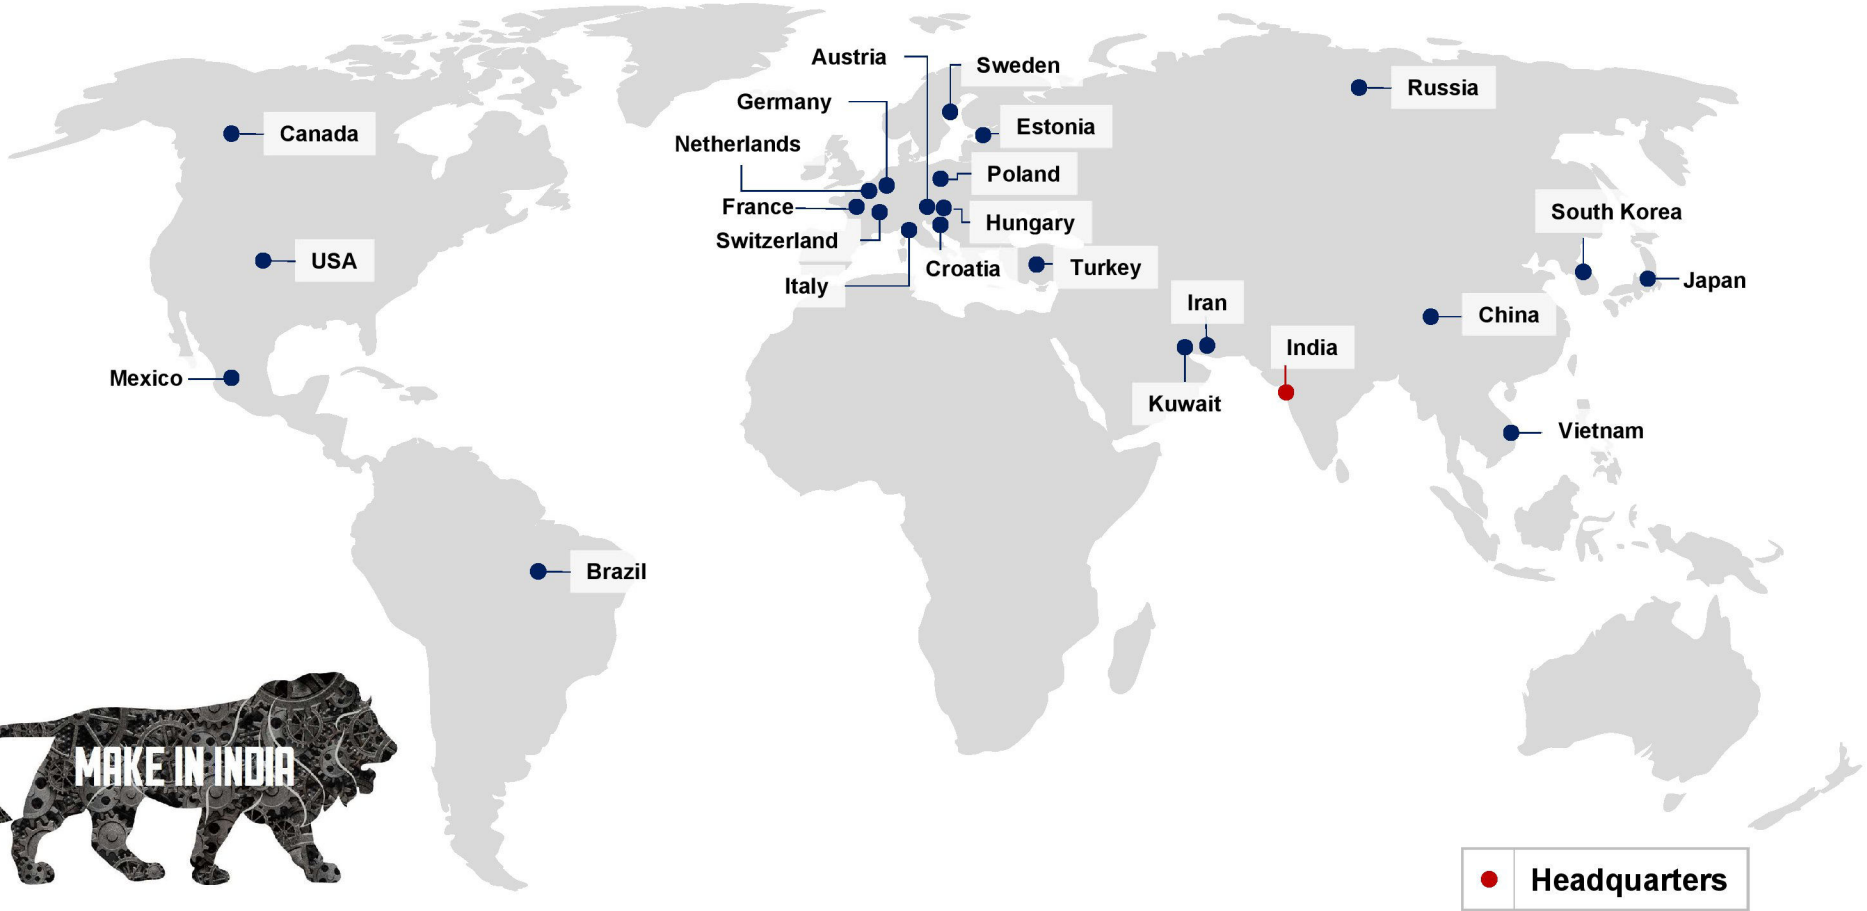 Austria
Sweden
Germany
Russia
Canada
Estonia
Netherlands
Poland
France
South Korea
Hungary
Switzerland
USA
Croatia
Turkey
Italy
Japan
Iran
China
India
Mexico
Kuwait
Vietnam
Brazil
MAKE IN INDIA
Headquarters